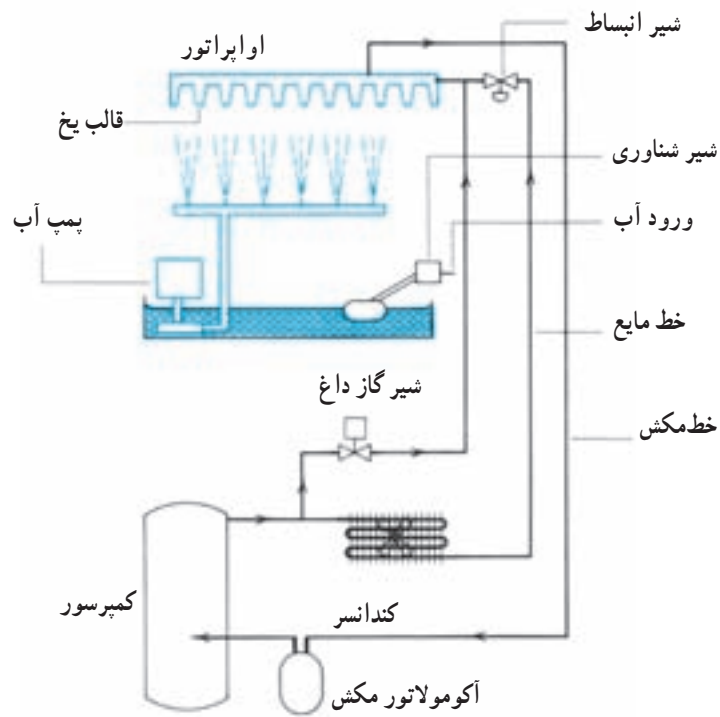 شیر انبساط
اواپراتور
قالب یخ
شیر شناوری
پمپ آب
ورود آب
خط مایع
شیر گاز داغ
خط مکش
کمپرسور
کندانسر
آکومولاتور مکش